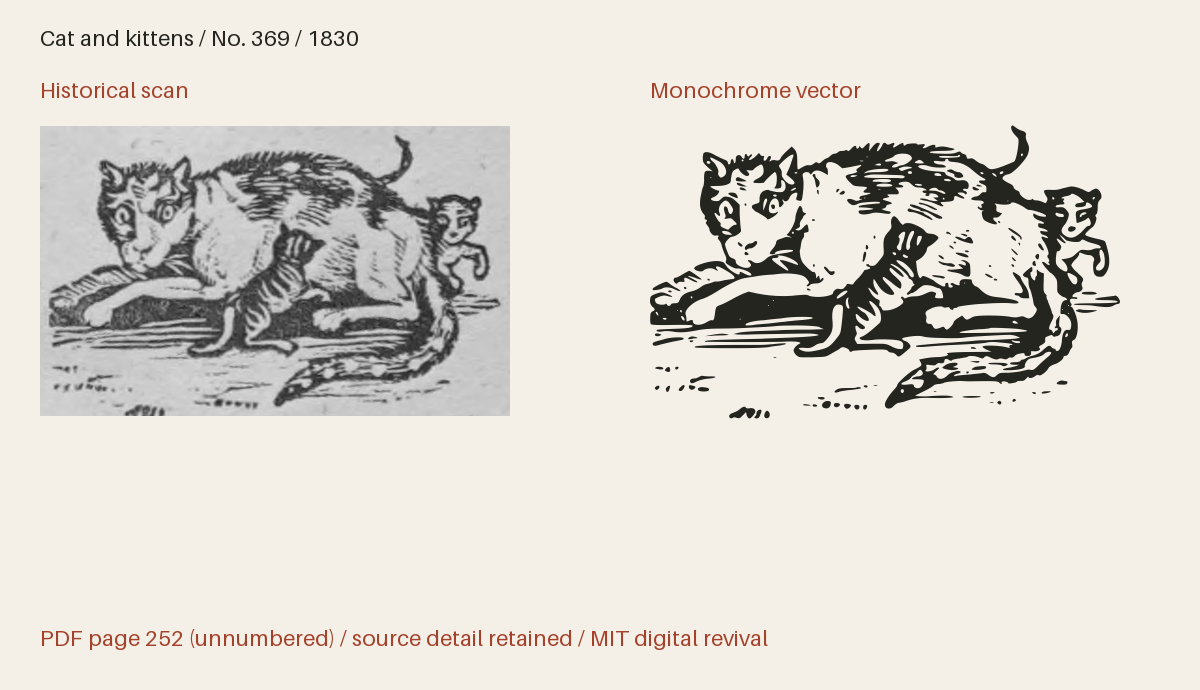 Cat and kittens / No. 369 / 1830
Historical scan
Monochrome vector
PDF page 252 (unnumbered) / source detail retained / MIT digital revival